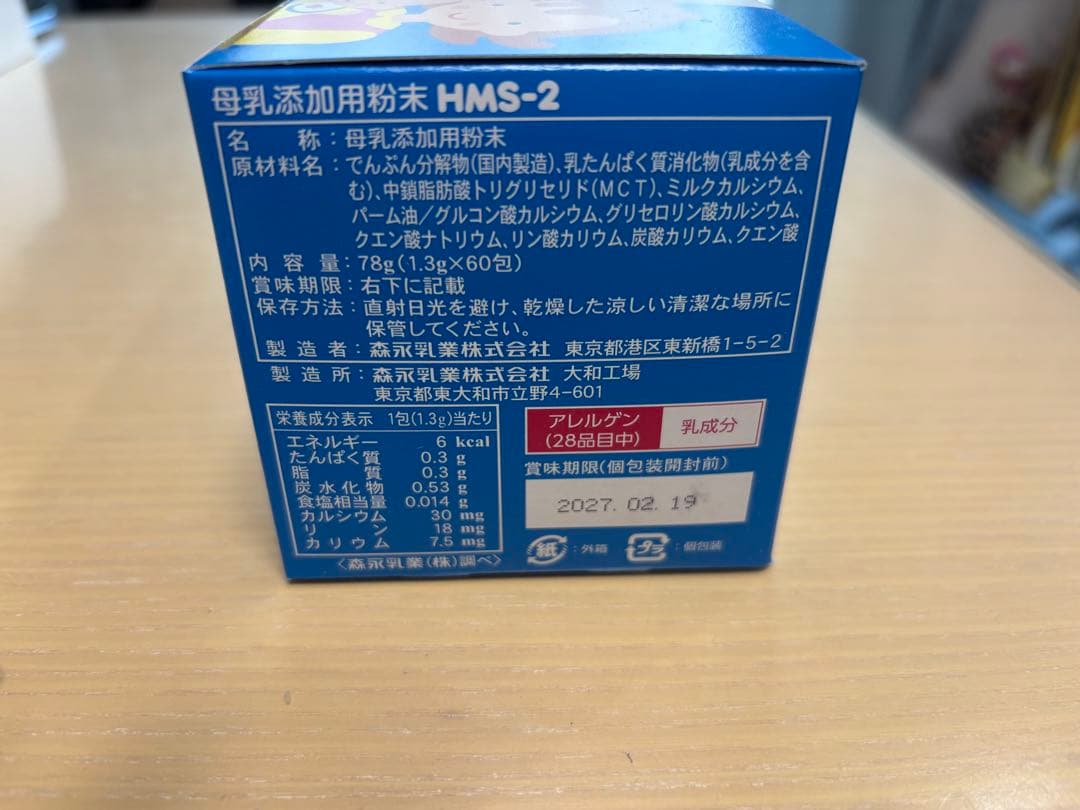 母乳添加用粉末 HMS-2
名称：母乳添加用粉末
原材料名：でんぷん分解物(国内製造)、乳たんぱく質消化物(乳成分を含
む)、中鎖脂肪酸トリグリセリド(MCT)、ミルクカルシウム、
パーム油／グルコン酸カルシウム、グリセロリン酸カルシウム、
クエン酸ナトリウム、リン酸カリウム、炭酸カリウム、クエン酸
内容量：78g(1.3g×60包)
賞味期限：右下に記載
保存方法：直射日光を避け、乾燥した涼しい清潔な場所に
保管してください。
製造者：森永乳業株式会社 東京都港区東新橋1-5-2
製造所：森永乳業株式会社 大和工場
東京都東大和市立野4-601
栄養成分表示 1包(1.3g)当たり
エネルギー 6 kcal
たんぱく質 0.3 g
脂質 0.3 g
炭水化物 0.53 g
食塩相当量 0.014 g
カルシウム 30 mg
リン 18 mg
カリウム 7.5 mg
<森永乳業(株)調べ>
アレルゲン
(28品目中)
乳成分
賞味期限(個包装開封前)
2027. 02. 19
紙：外箱
プラ：個包装